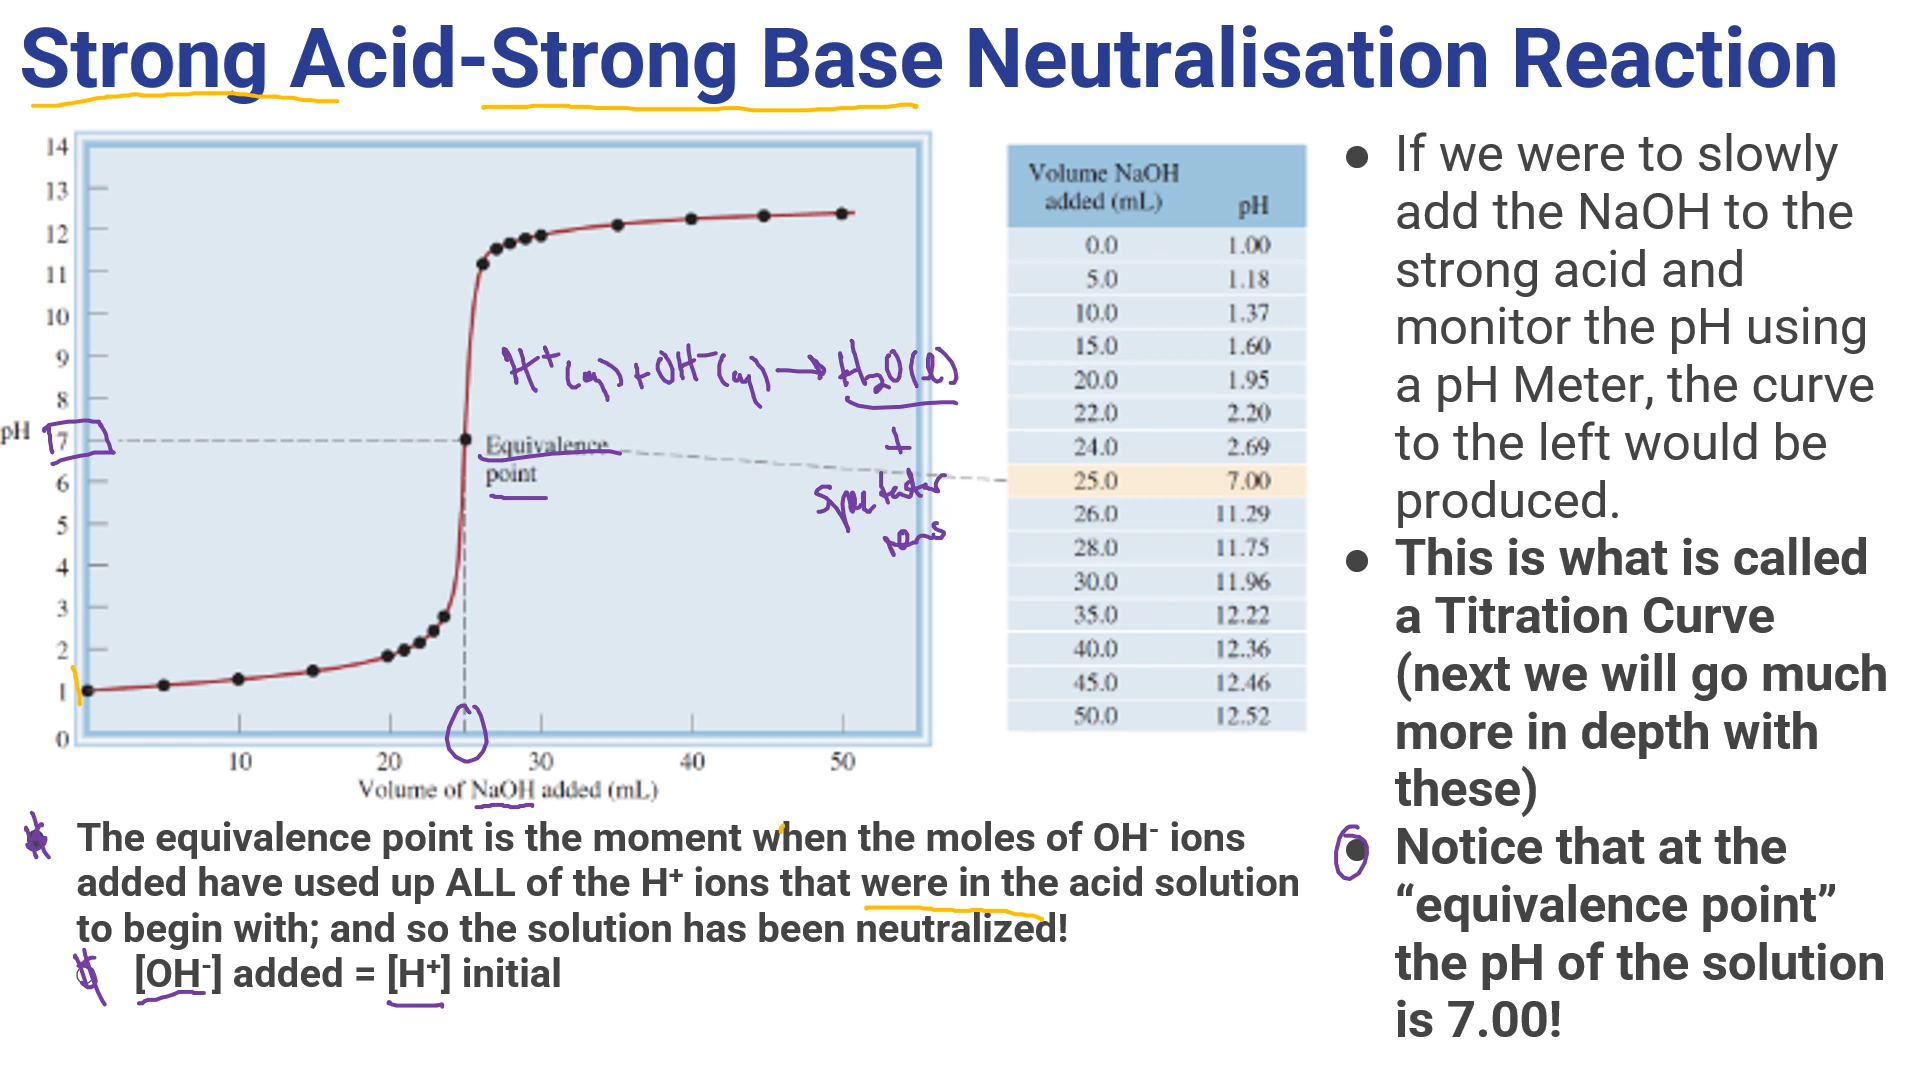 Strong Acid-Strong Base Neutralisation Reaction
14
13
12
11
10
9
8
pH 7
6
5
4
3
2
1
0
10 20 30 40 50
Volume of NaOH added (mL)
Equivalence
point
H⁺(aq) + OH⁻(aq) → H₂O(l)
+
spectator
ions
Volume NaOH
added (mL) pH
0.0 1.00
5.0 1.18
10.0 1.37
15.0 1.60
20.0 1.95
22.0 2.20
24.0 2.69
25.0 7.00
26.0 11.29
28.0 11.75
30.0 11.96
35.0 12.22
40.0 12.36
45.0 12.46
50.0 12.52
● If we were to slowly
add the NaOH to the
strong acid and
monitor the pH using
a pH Meter, the curve
to the left would be
produced.
● This is what is called
a Titration Curve
(next we will go much
more in depth with
these)
● Notice that at the
“equivalence point”
the pH of the solution
is 7.00!
● The equivalence point is the moment when the moles of OH⁻ ions
added have used up ALL of the H⁺ ions that were in the acid solution
to begin with; and so the solution has been neutralized!
○ [OH⁻] added = [H⁺] initial